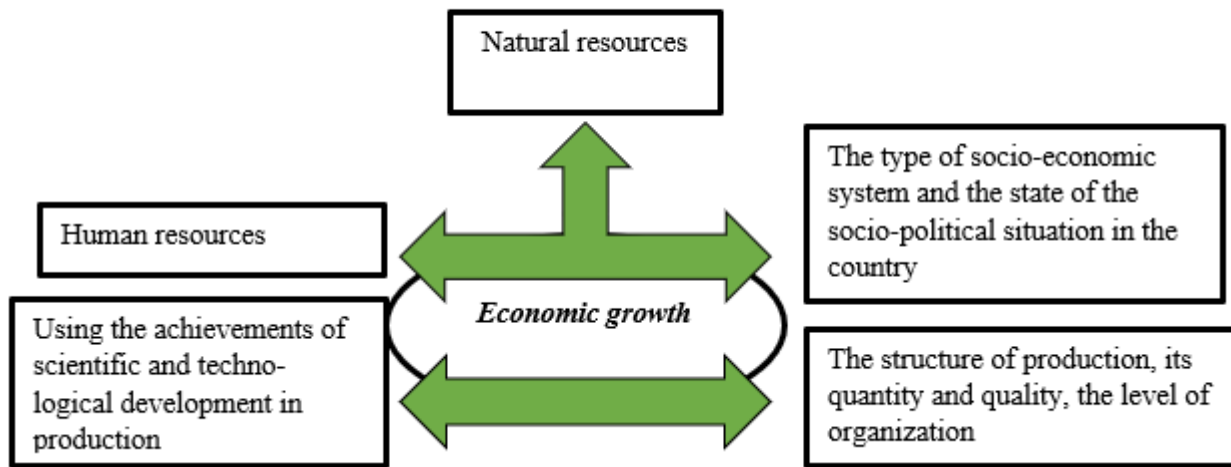 Natural resources
The type of socio-economic
system and the state of the
socio-political situation in the
country
Human resources
Economic growth
Using the achievements of
scientific and techno-
logical development in
production
The structure of production, its
quantity and quality, the level of
organization